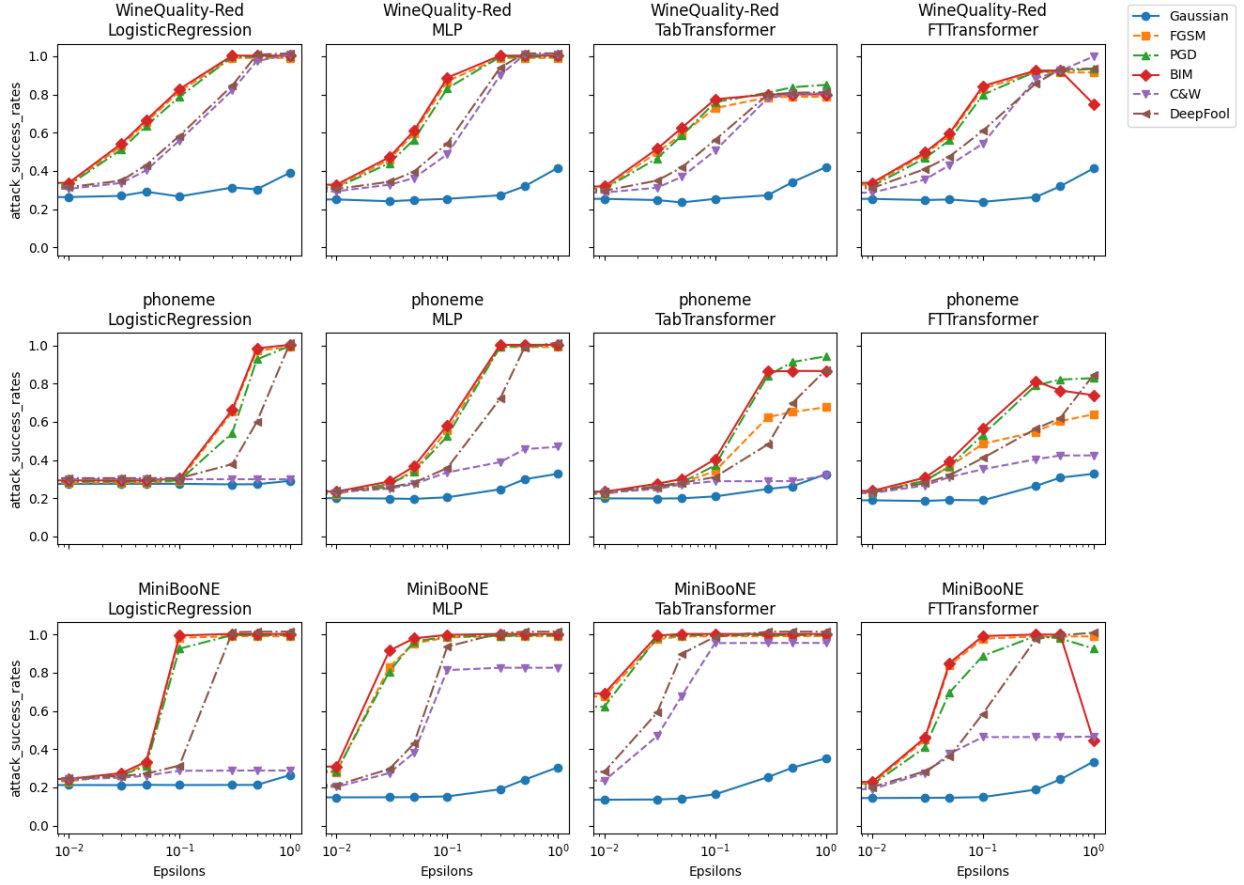 WineQuality-Red
LogisticRegression
WineQuality-Red
MLP
WineQuality-Red
TabTransformer
WineQuality-Red
FTTransformer
Gaussian
FGSM
PGD
BIM
C&W
DeepFool
attack_success_rates
1.0
0.8
0.6
0.4
0.2
0.0
phoneme
LogisticRegression
phoneme
MLP
phoneme
TabTransformer
phoneme
FTTransformer
attack_success_rates
1.0
0.8
0.6
0.4
0.2
0.0
MiniBooNE
LogisticRegression
MiniBooNE
MLP
MiniBooNE
TabTransformer
MiniBooNE
FTTransformer
attack_success_rates
1.0
0.8
0.6
0.4
0.2
0.0
10⁻² 10⁻¹ 10⁰
Epsilons
10⁻² 10⁻¹ 10⁰
Epsilons
10⁻² 10⁻¹ 10⁰
Epsilons
10⁻² 10⁻¹ 10⁰
Epsilons